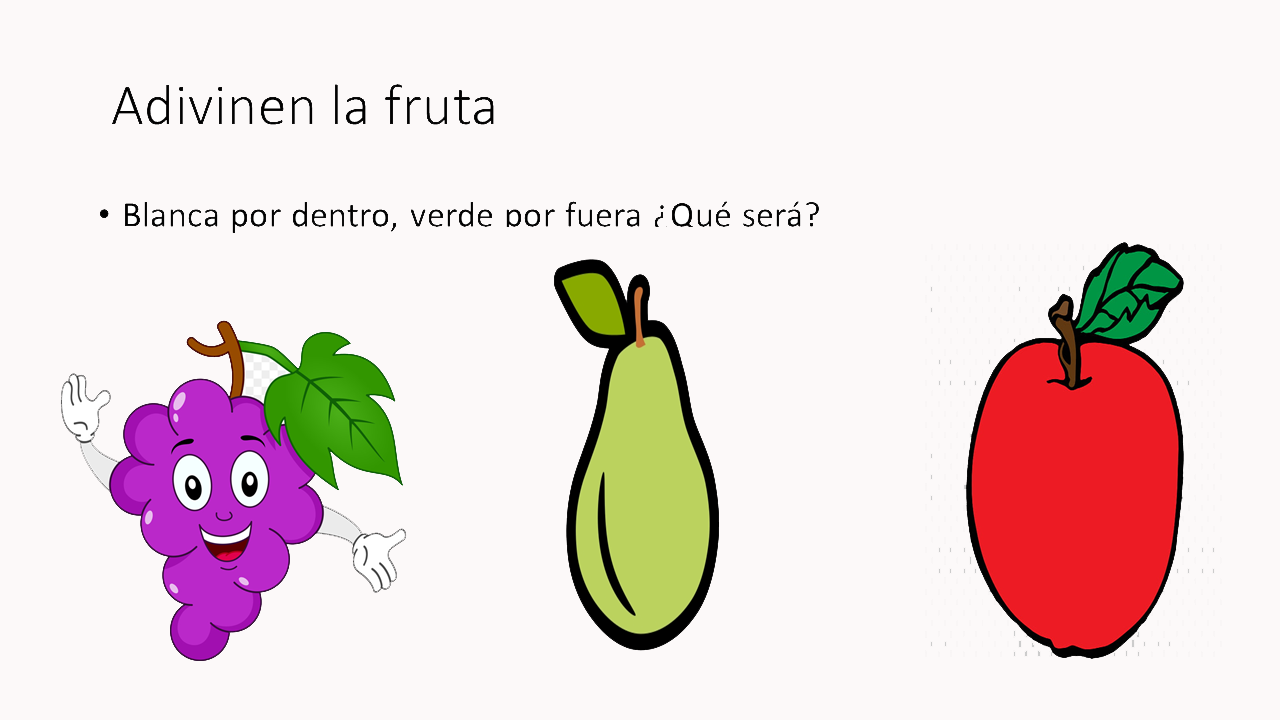 Adivinen la fruta
• Blanca por dentro, verde por fuera ¿Qué será?